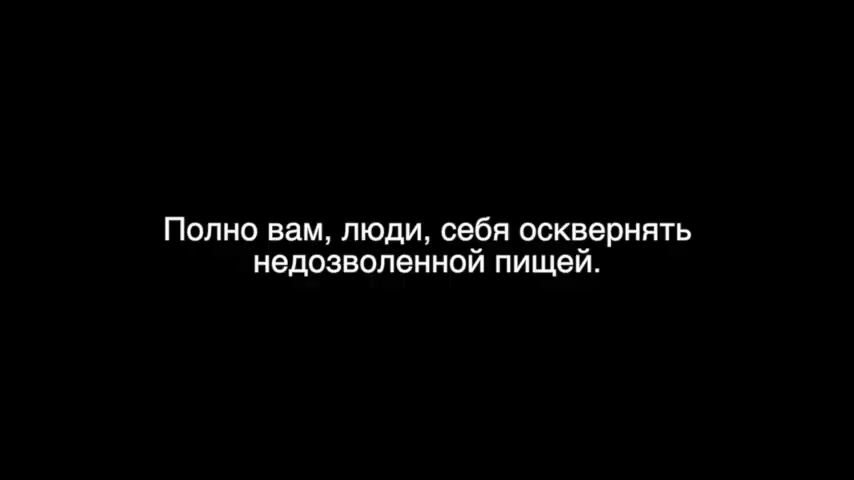 Полно вам, люди, себя осквернять
недозволенной пищей.